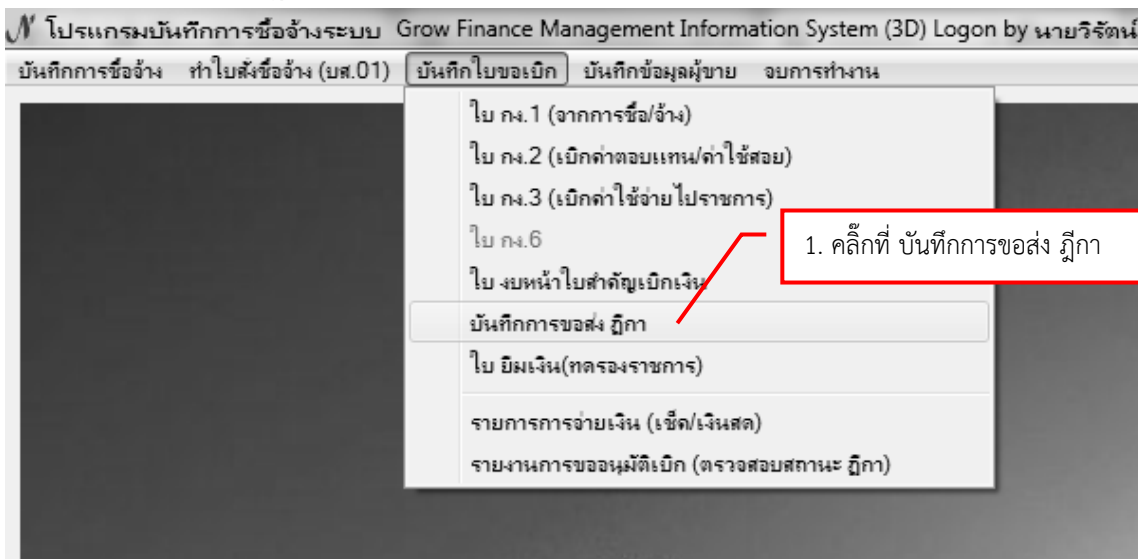 โปรแกรมบันทึกการซื้อจ้างระบบ Grow Finance Management Information System (3D) Logon by นายวิรัตน์
บันทึกการซื้อจ้าง ทำใบสั่งซื้อจ้าง (บส.01) บันทึกใบขอเบิก บันทึกข้อมูลผู้ขาย จบการทำงาน
ใบ กง.1 (จากการซื้อ/จ้าง)
ใบ กง.2 (เบิกค่าตอบแทน/ค่าใช้สอย)
ใบ กง.3 (เบิกค่าใช้จ่ายไปราชการ)
ใบ กง.6
1. คลิ๊กที่ บันทึกการขอส่ง ฎีกา
ใบ งบหน้าใบสำคัญเบิกเงิน
บันทึกการขอส่ง ฎีกา
ใบ ยืมเงิน(ทดรองราชการ)
รายการการจ่ายเงิน (เช็ค/เงินสด)
รายงานการขออนุมัติเบิก (ตรวจสอบสถานะ ฎีกา)